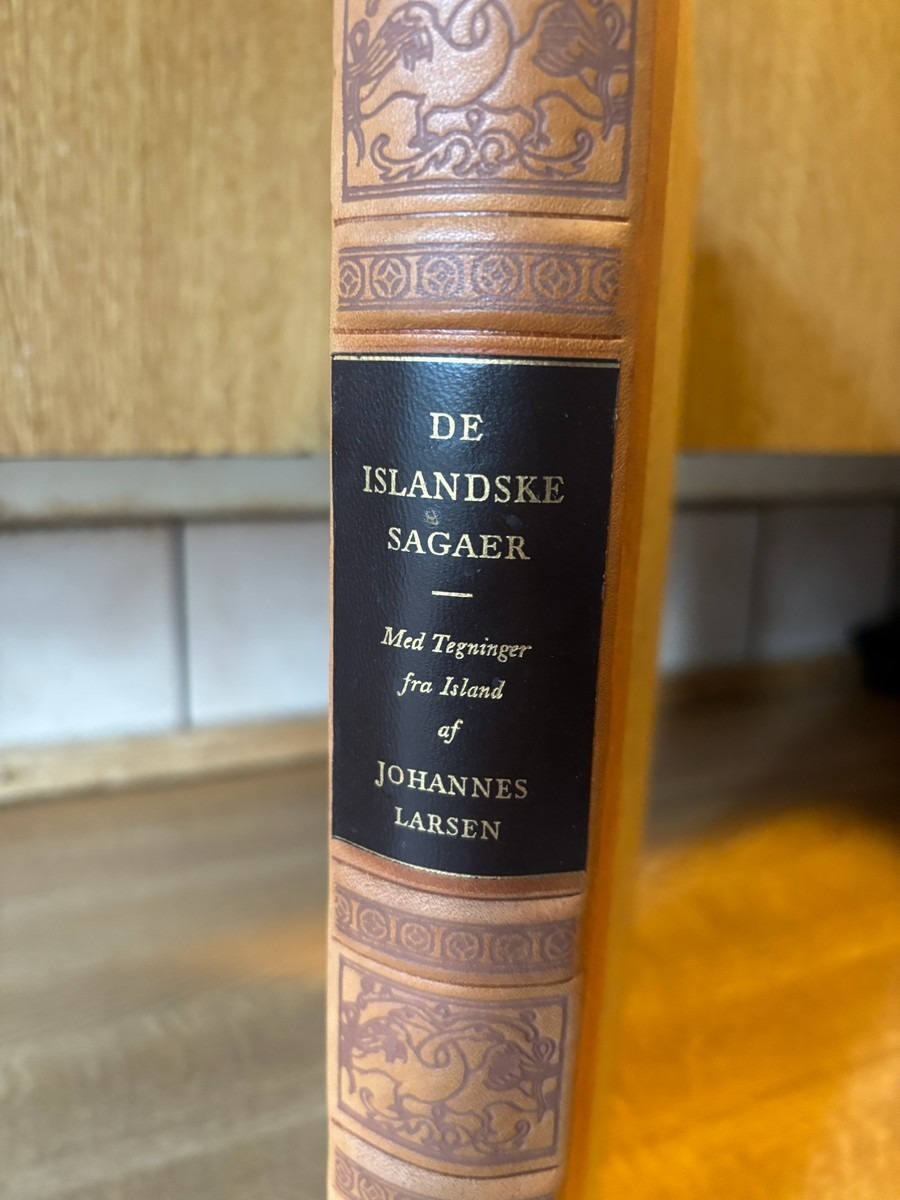 DE
ISLANDSKE
SAGAER
Med Tegninger
fra Island
af
JOHANNES
LARSEN